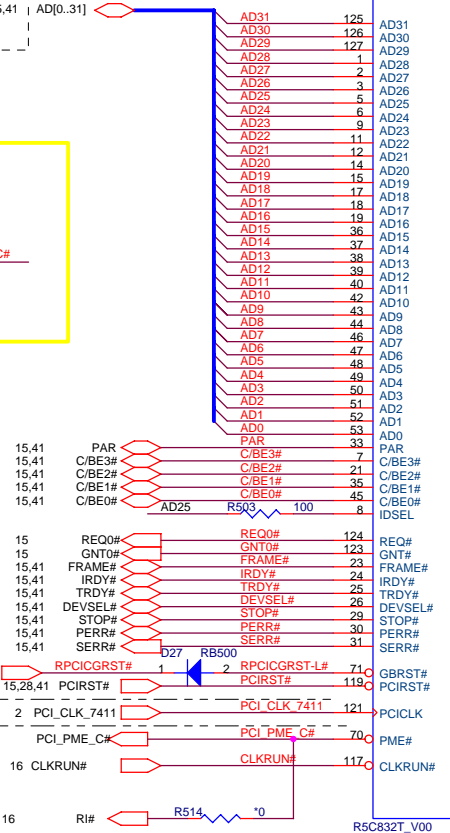 5,41 AD[0..31]
AD31 125 AD31
AD30 126 AD30
AD29 127 AD29
AD28 1 AD28
AD27 2 AD27
AD26 3 AD26
AD25 5 AD25
AD24 6 AD24
AD23 9 AD23
AD22 11 AD22
AD21 12 AD21
AD20 14 AD20
AD19 15 AD19
AD18 17 AD18
AD17 18 AD17
AD16 19 AD16
AD15 36 AD15
AD14 37 AD14
C# AD13 38 AD13
AD12 39 AD12
AD11 40 AD11
AD10 42 AD10
AD9 43 AD9
AD8 44 AD8
AD7 46 AD7
AD6 47 AD6
AD5 48 AD5
AD4 49 AD4
AD3 50 AD3
AD2 51 AD2
AD1 52 AD1
AD0 53 AD0
15,41 PAR PAR 33 PAR
15,41 C/BE3# C/BE3# 7 C/BE3#
15,41 C/BE2# C/BE2# 21 C/BE2#
15,41 C/BE1# C/BE1# 35 C/BE1#
15,41 C/BE0# C/BE0# 45 C/BE0#
AD25 R503 100 8 IDSEL
15 REQ0# REQ0# 124 REQ#
15 GNT0# GNT0# 123 GNT#
15,41 FRAME# FRAME# 23 FRAME#
15,41 IRDY# IRDY# 24 IRDY#
15,41 TRDY# TRDY# 25 TRDY#
15,41 DEVSEL# DEVSEL# 26 DEVSEL#
15,41 STOP# STOP# 29 STOP#
15,41 PERR# PERR# 30 PERR#
15,41 SERR# SERR# 31 SERR#
D27 RB500
RPCICGRST# 1 2 RPCICGRST-L# 71 GBRST#
15,28,41 PCIRST# PCIRST# 119 PCIRST#
2 PCI_CLK_7411 PCI_CLK_7411 121 PCICLK
PCI_PME_C# PCI_PME_C# 70 PME#
16 CLKRUN# CLKRUN# 117 CLKRUN#
16 RI# R514 *0
R5C832T_V00